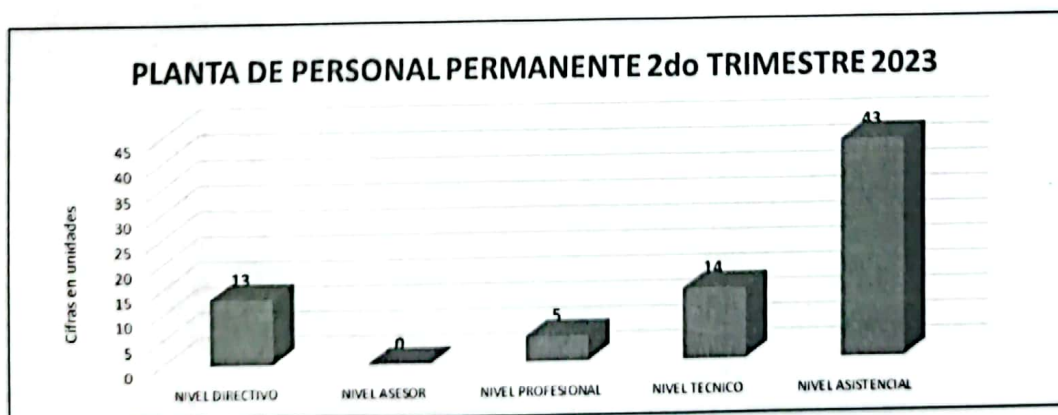 PLANTA DE PERSONAL PERMANENTE 2do TRIMESTRE 2023
Cifras en unidades
45
40
35
30
25
20
15
10
5
0
13
0
5
14
43
NIVEL DIRECTIVO
NIVEL ASESOR
NIVEL PROFESIONAL
NIVEL TECNICO
NIVEL ASISTENCIAL